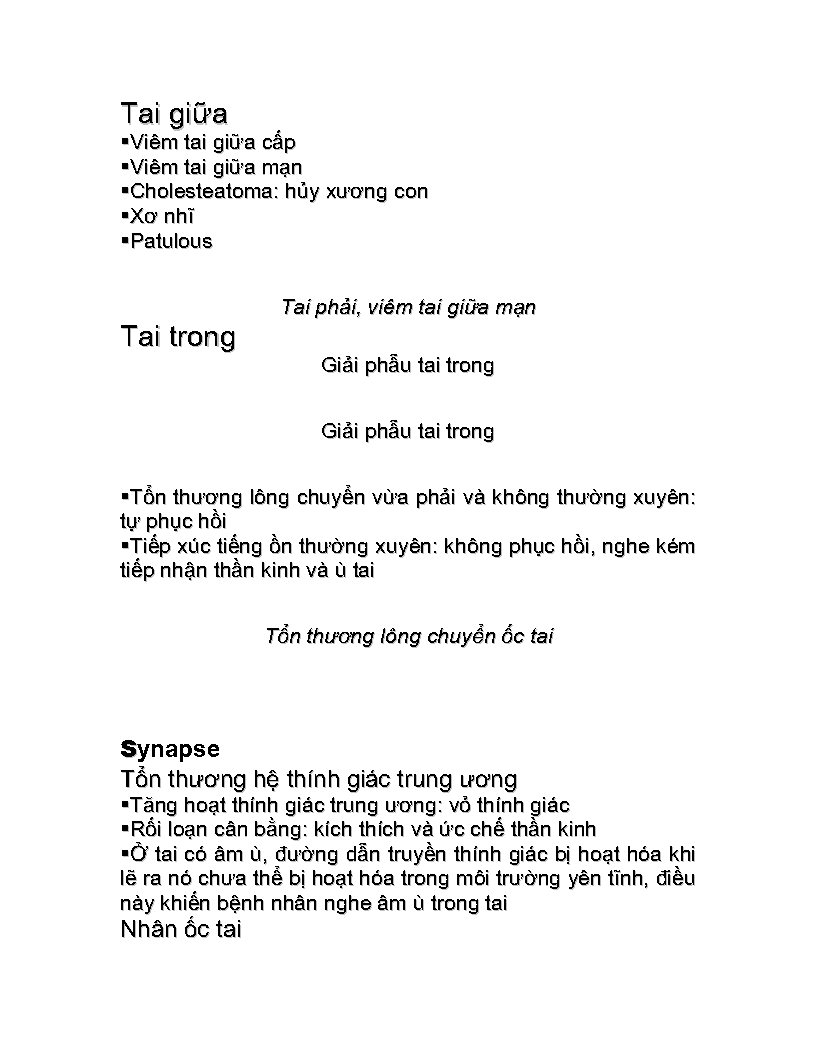 Tai giữa
▪Viêm tai giữa cấp
▪Viêm tai giữa mạn
▪Cholesteatoma: hủy xương con
▪Xơ nhĩ
▪Patulous
Tai phải, viêm tai giữa mạn
Tai trong
Giải phẫu tai trong
Giải phẫu tai trong
▪Tổn thương lông chuyển vừa phải và không thường xuyên:
tự phục hồi
▪Tiếp xúc tiếng ồn thường xuyên: không phục hồi, nghe kém
tiếp nhận thần kinh và ù tai
Tổn thương lông chuyển ốc tai
Synapse
Tổn thương hệ thính giác trung ương
▪Tăng hoạt thính giác trung ương: vỏ thính giác
▪Rối loạn cân bằng: kích thích và ức chế thần kinh
▪Ở tai có âm ù, đường dẫn truyền thính giác bị hoạt hóa khi
lẽ ra nó chưa thể bị hoạt hóa trong môi trường yên tĩnh, điều
này khiến bệnh nhân nghe âm ù trong tai
Nhân ốc tai